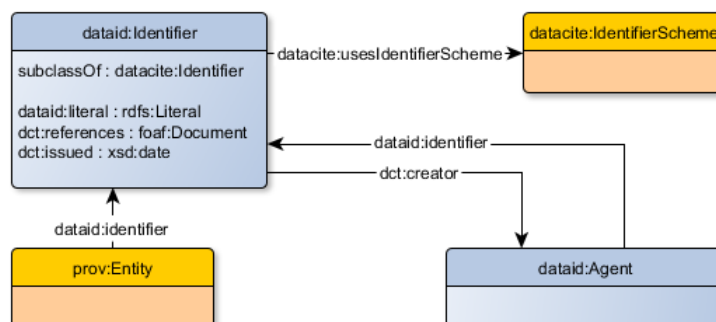 dataid:Identifier
subclassOf : datacite:Identifier
dataid:literal : rdfs:Literal
dct:references : foaf:Document
dct:issued : xsd:date
datacite:usesIdentifierScheme
datacite:IdentifierScheme
dataid:identifier
dct:creator
dataid:identifier
prov:Entity
dataid:Agent